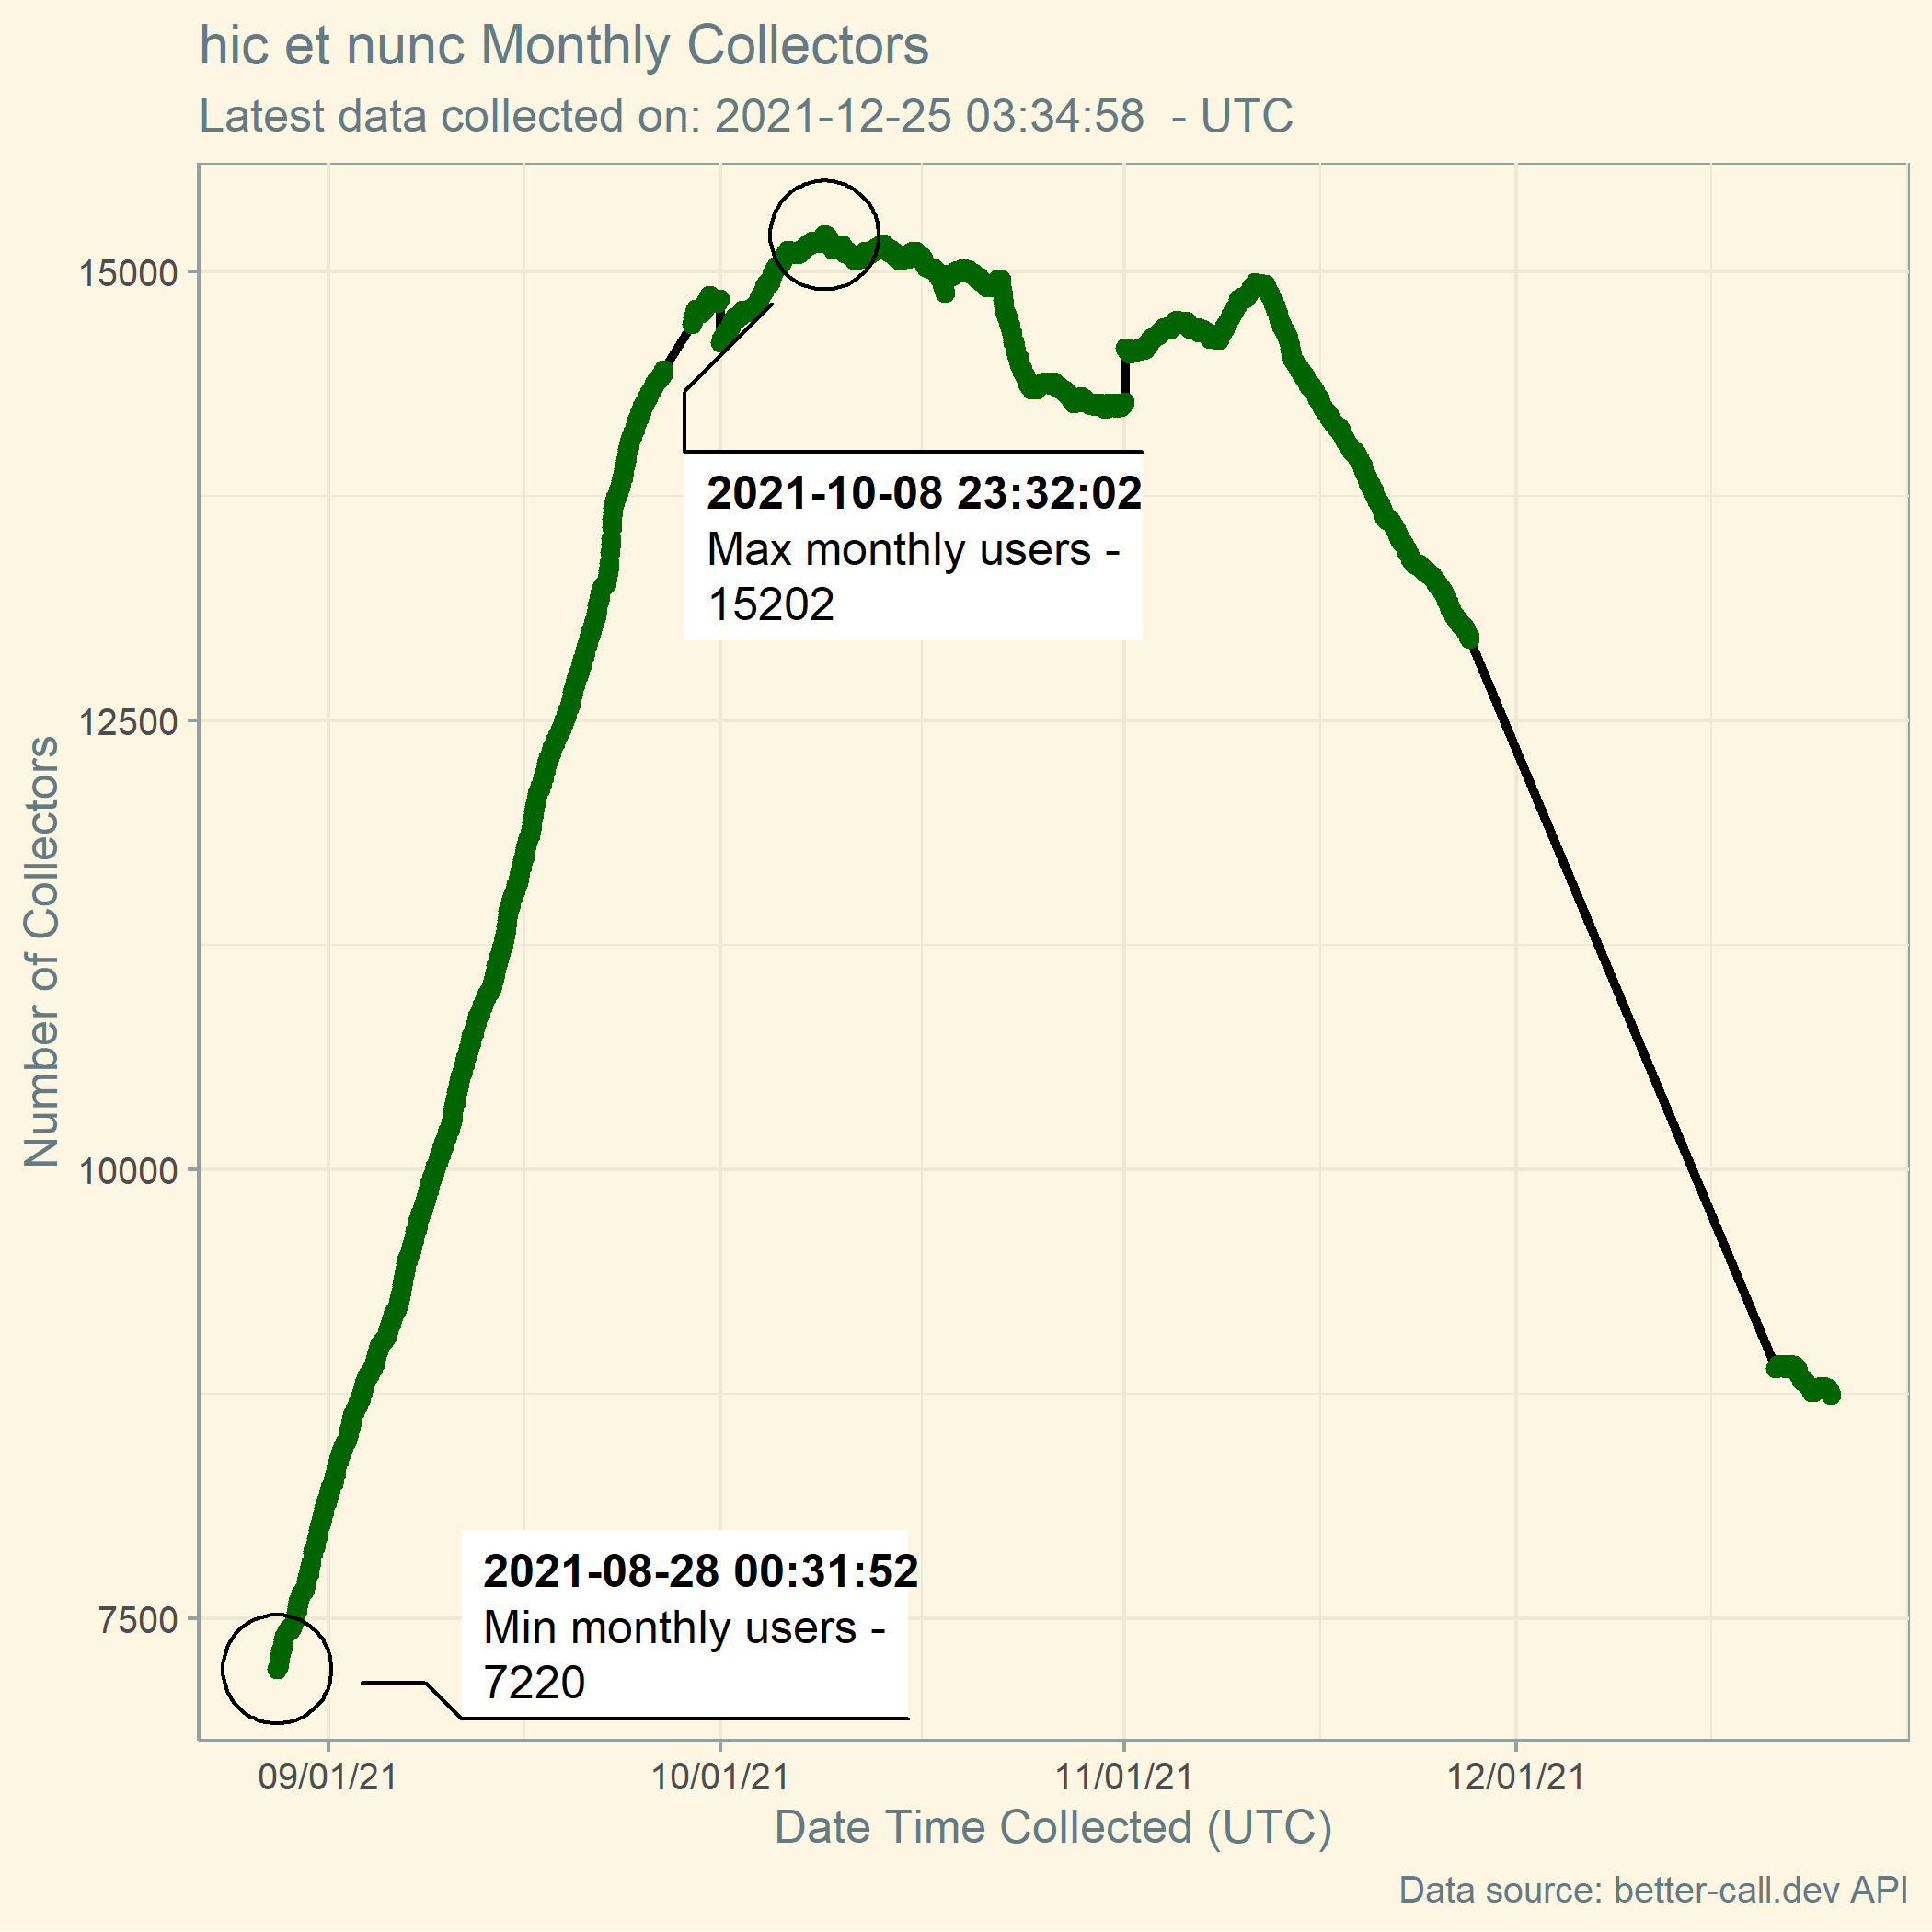 hic et nunc Monthly Collectors
Latest data collected on: 2021-12-25 03:34:58  - UTC
Number of Collectors
15000
12500
10000
7500
2021-10-08 23:32:02
Max monthly users -
15202
2021-08-28 00:31:52
Min monthly users -
7220
09/01/21
10/01/21
11/01/21
12/01/21
Date Time Collected (UTC)
Data source: better-call.dev API